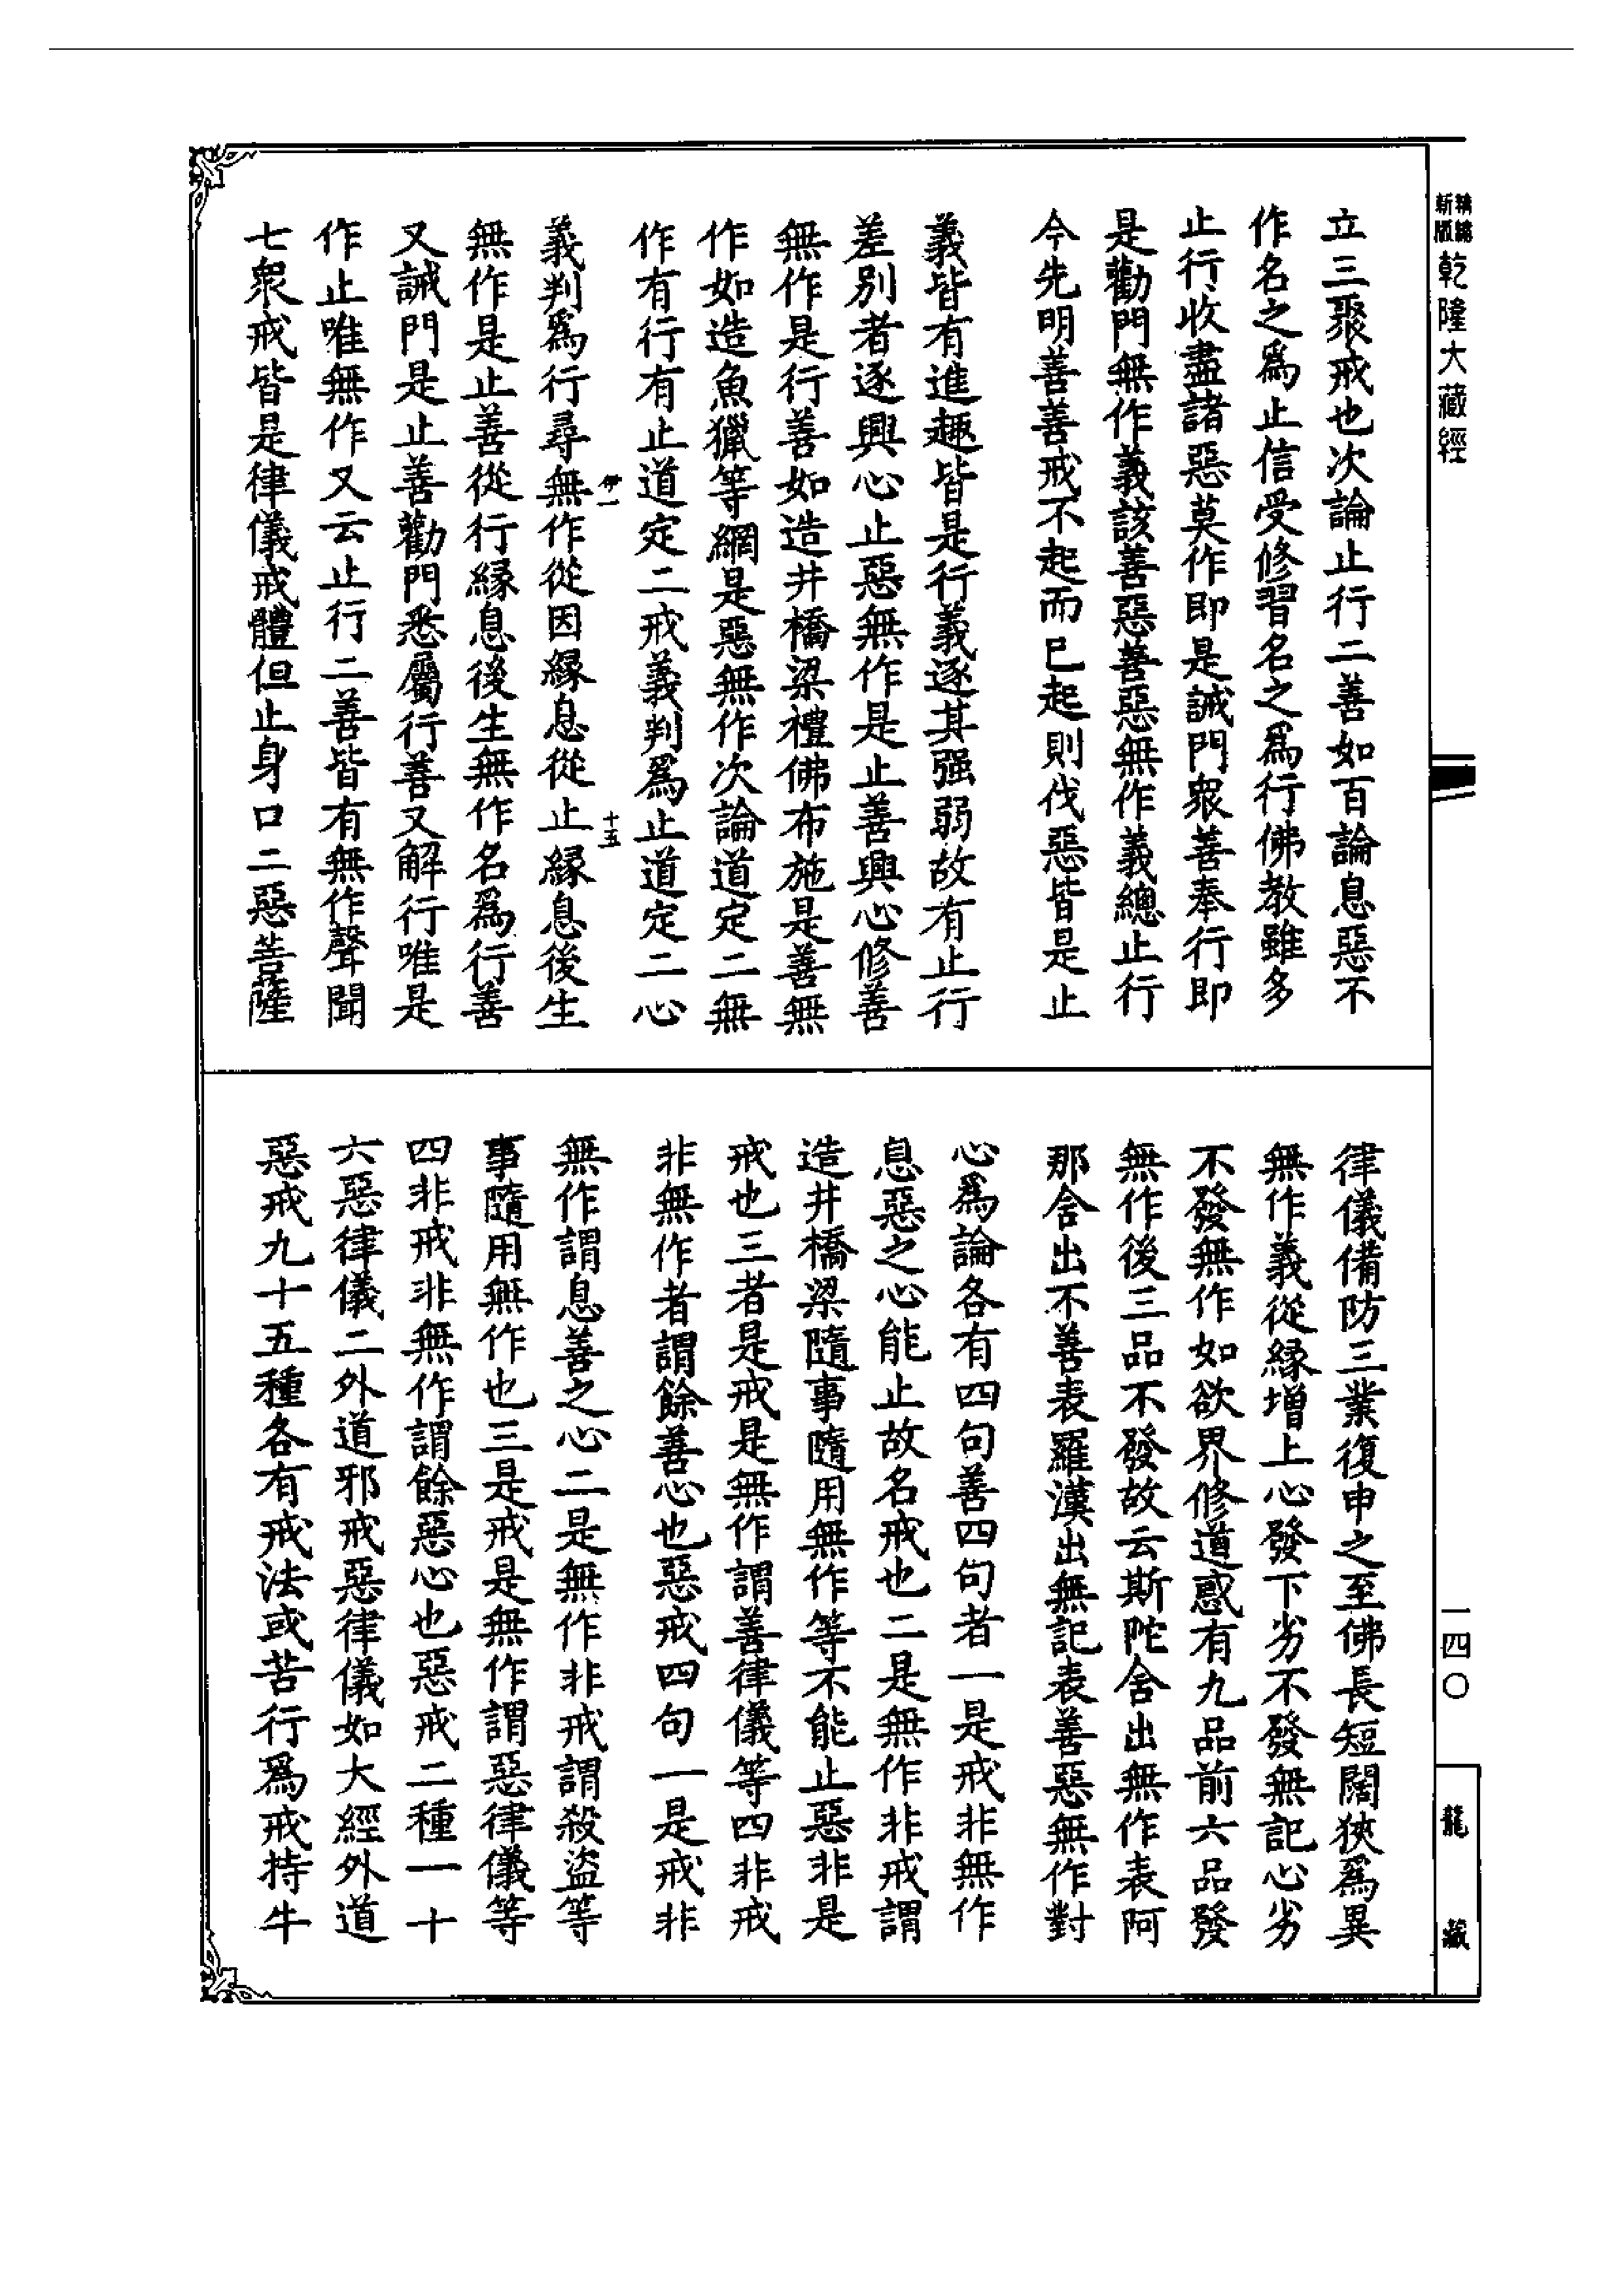 精緻
新版
乾隆大藏經
立三聚戒也次論止行二善如百論息惡不
作名之爲止信受修習名之爲行佛教雖多
止行收盡諸惡莫作即是誡門衆善奉行即
是勸門無作義該善惡善惡無作義總止行
今先明善善戒不起而已起則伐惡皆是止
義皆有進趣皆是行義逐其强弱故有止行
差別者逐興心止惡無作是止善興心修善
無作是行善如造井橋梁禮佛布施是善無
作如造魚獵等網是惡無作次論道定二無
作有行有止道定二戒義判爲止道定二心
伊一
十五
義判爲行尋無作從因緣息從止緣息後生
無作是止善從行緣息後生無作名爲行善
又誡門是止善勸門悉屬行善又解行唯是
作止唯無作又云止行二善皆有無作聲聞
七衆戒皆是律儀戒體但止身口二惡菩薩
律儀備防三業復申之至佛長短闊狹爲異
無作義從緣增上心發下劣不發無記心劣
不發無作如欲界修道惑有九品前六品發
無作後三品不發故云斯陀舍出無作表阿
那舍出不善表羅漢出無記表善惡無作對
心爲論各有四句善四句者一是戒非無作
息惡之心能止故名戒也二是無作非戒謂
造井橋梁隨事隨用無作等不能止惡非是
戒也三者是戒是無作謂善律儀等四非戒
非無作者謂餘善心也惡戒四句一是戒非
無作謂息善之心二是無作非戒謂殺盜等
事隨用無作也三是戒是無作謂惡律儀等
四非戒非無作謂餘惡心也惡戒二種一十
六惡律儀二外道邪戒惡律儀如大經外道
惡戒九十五種各有戒法或苦行爲戒持牛
一四〇
龍藏